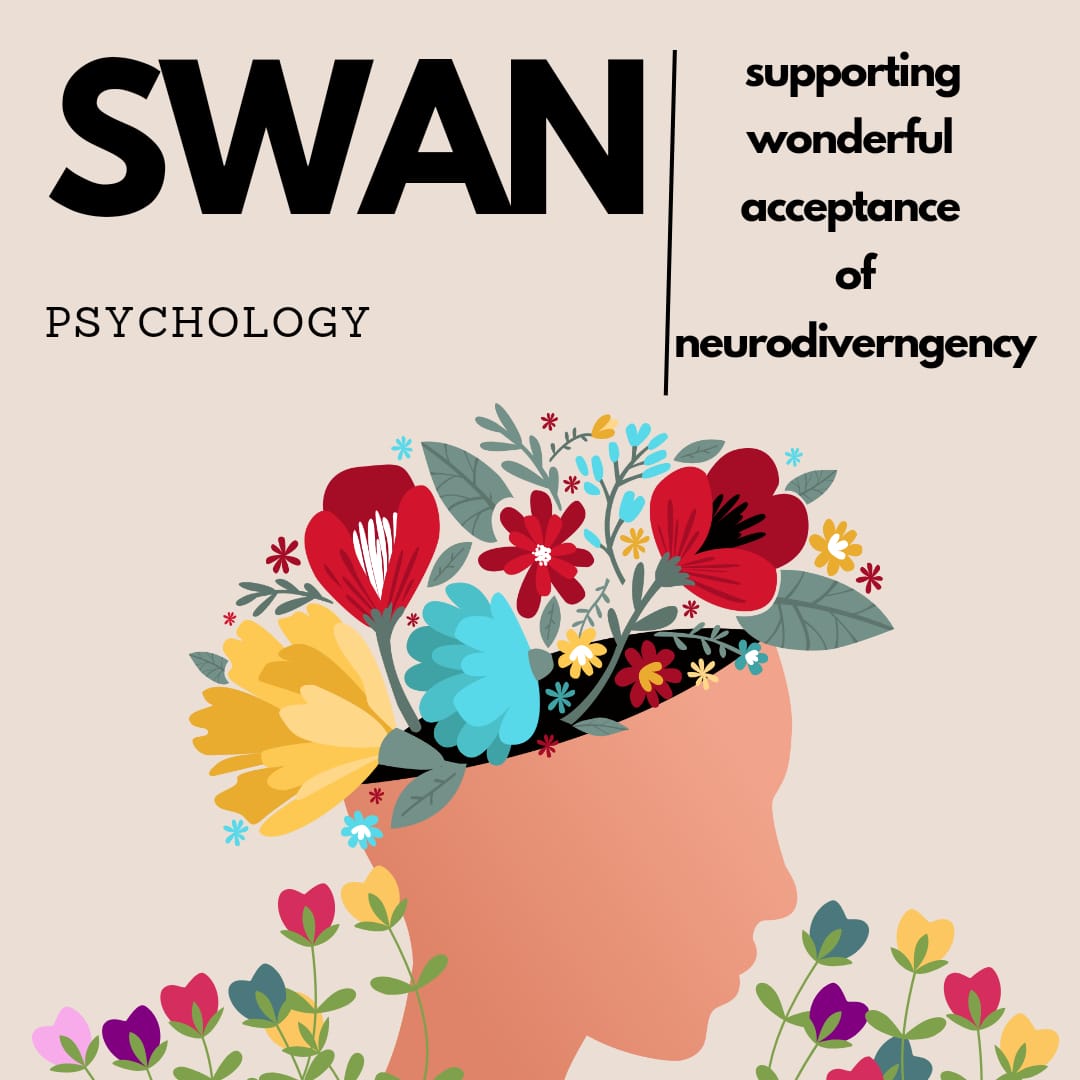 SWAN
PSYCHOLOGY
supporting
wonderful
acceptance
of
neurodiverngency